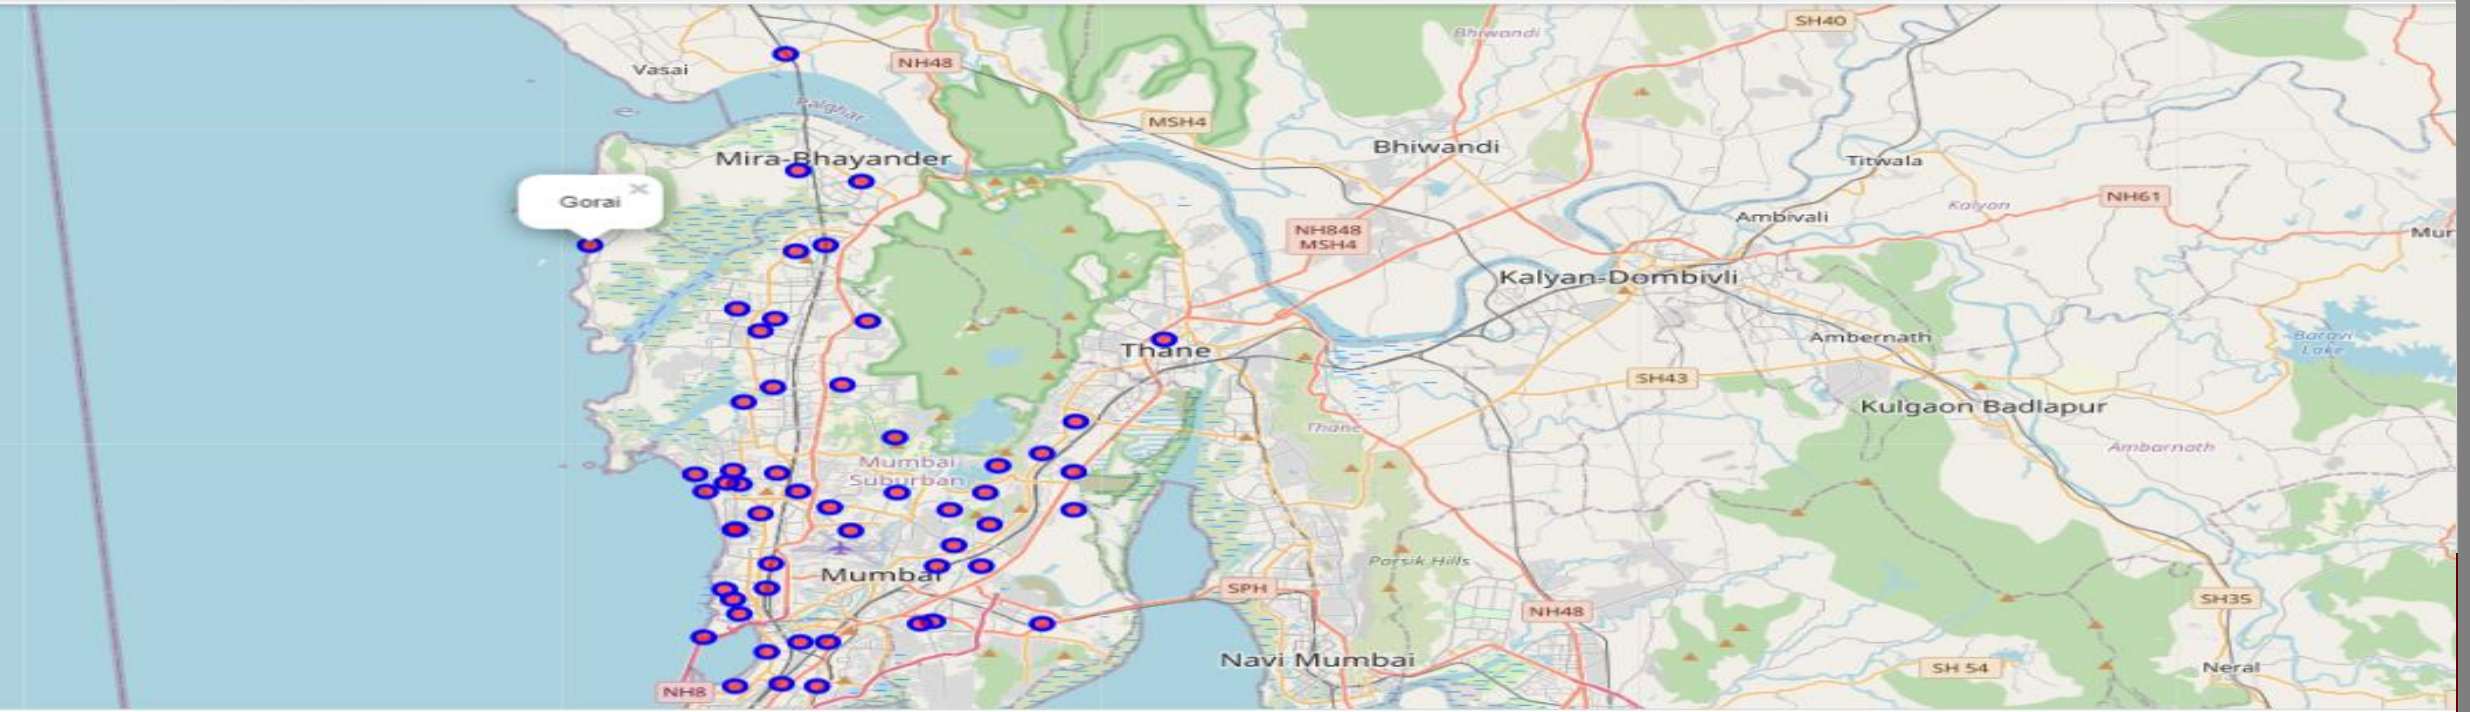 SH40
Bhiwandi
NH48
Vasai
Palghar
MSH4
Bhiwandi
Mira-Bhayander
Titwala
×
Gorai
NH61
Kalyan
Ambivali
NH848
MSH4
Mur
Kalyan-Dombivli
Ambernath
Baravi
Lake
Thane
SH43
Kulgaon Badlapur
Thane
Ambarnath
Mumbai
Suburban
Parsik Hills
Mumbai
SPH
SH35
NH48
Navi Mumbai
SH 54
Neral
NH8